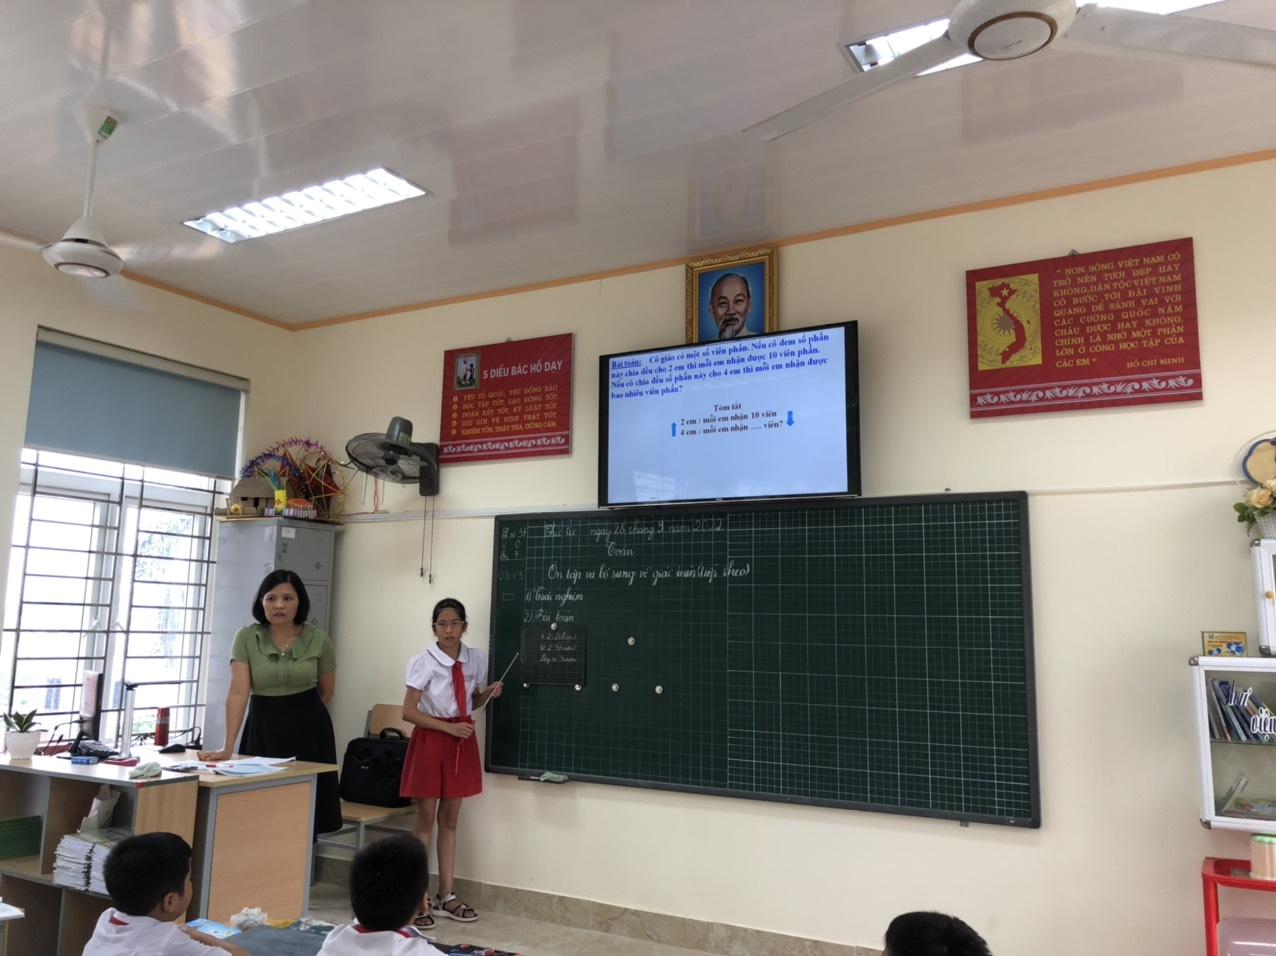 5 ĐIỀU BÁC HỒ DẠY
YÊU TỔ QUỐC, YÊU ĐỒNG BÀO
HỌC TẬP TỐT, LAO ĐỘNG TỐT
ĐOÀN KẾT TỐT, KỶ LUẬT TỐT
GIỮ GÌN VỆ SINH THẬT TỐT
KHIÊM TỐN, THẬT THÀ, DŨNG CẢM
Bài toán: Cô giáo có một số viên phấn. Nếu cô đem số phấn
này chia đều cho 2 em thì mỗi em nhận được 10 viên phấn.
Nếu cô chia đều số phấn này cho 4 em thì mỗi em nhận được
bao nhiêu viên phấn?
Tóm tắt
2 em : mỗi em nhận 10 viên
4 em : mỗi em nhận .... viên?
" NON SÔNG VIỆT NAM CÓ
TRỞ NÊN TƯƠI ĐẸP HAY
KHÔNG, DÂN TỘC VIỆT NAM
CÓ BƯỚC TỚI ĐÀI VINH
QUANG ĐỂ SÁNH VAI VỚI
CÁC CƯỜNG QUỐC NĂM
CHÂU ĐƯỢC HAY KHÔNG,
CHÍNH LÀ NHỜ MỘT PHẦN
LỚN Ở CÔNG HỌC TẬP CỦA
CÁC EM "
HỒ CHÍ MINH
Thứ tư ngày 28 tháng 9 năm 2022
Toán
Ôn tập và bổ sung về giải toán (tiếp theo)
1) Trải nghiệm
2) Bài toán